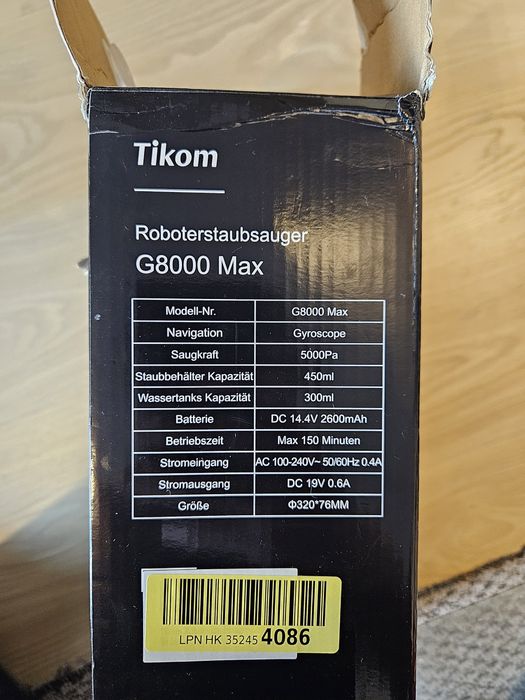 Tikom
Roboterstaubsauger
G8000 Max
Modell-Nr. G8000 Max
Navigation Gyroscope
Saugkraft 5000Pa
Staubbehälter Kapazität 450ml
Wassertanks Kapazität 300ml
Batterie DC 14.4V 2600mAh
Betriebszeit Max 150 Minuten
Stromeingang AC 100-240V~ 50/60Hz 0.4A
Stromausgang DC 19V 0.6A
Größe Φ320*76MM
LPN HK 35245 4086